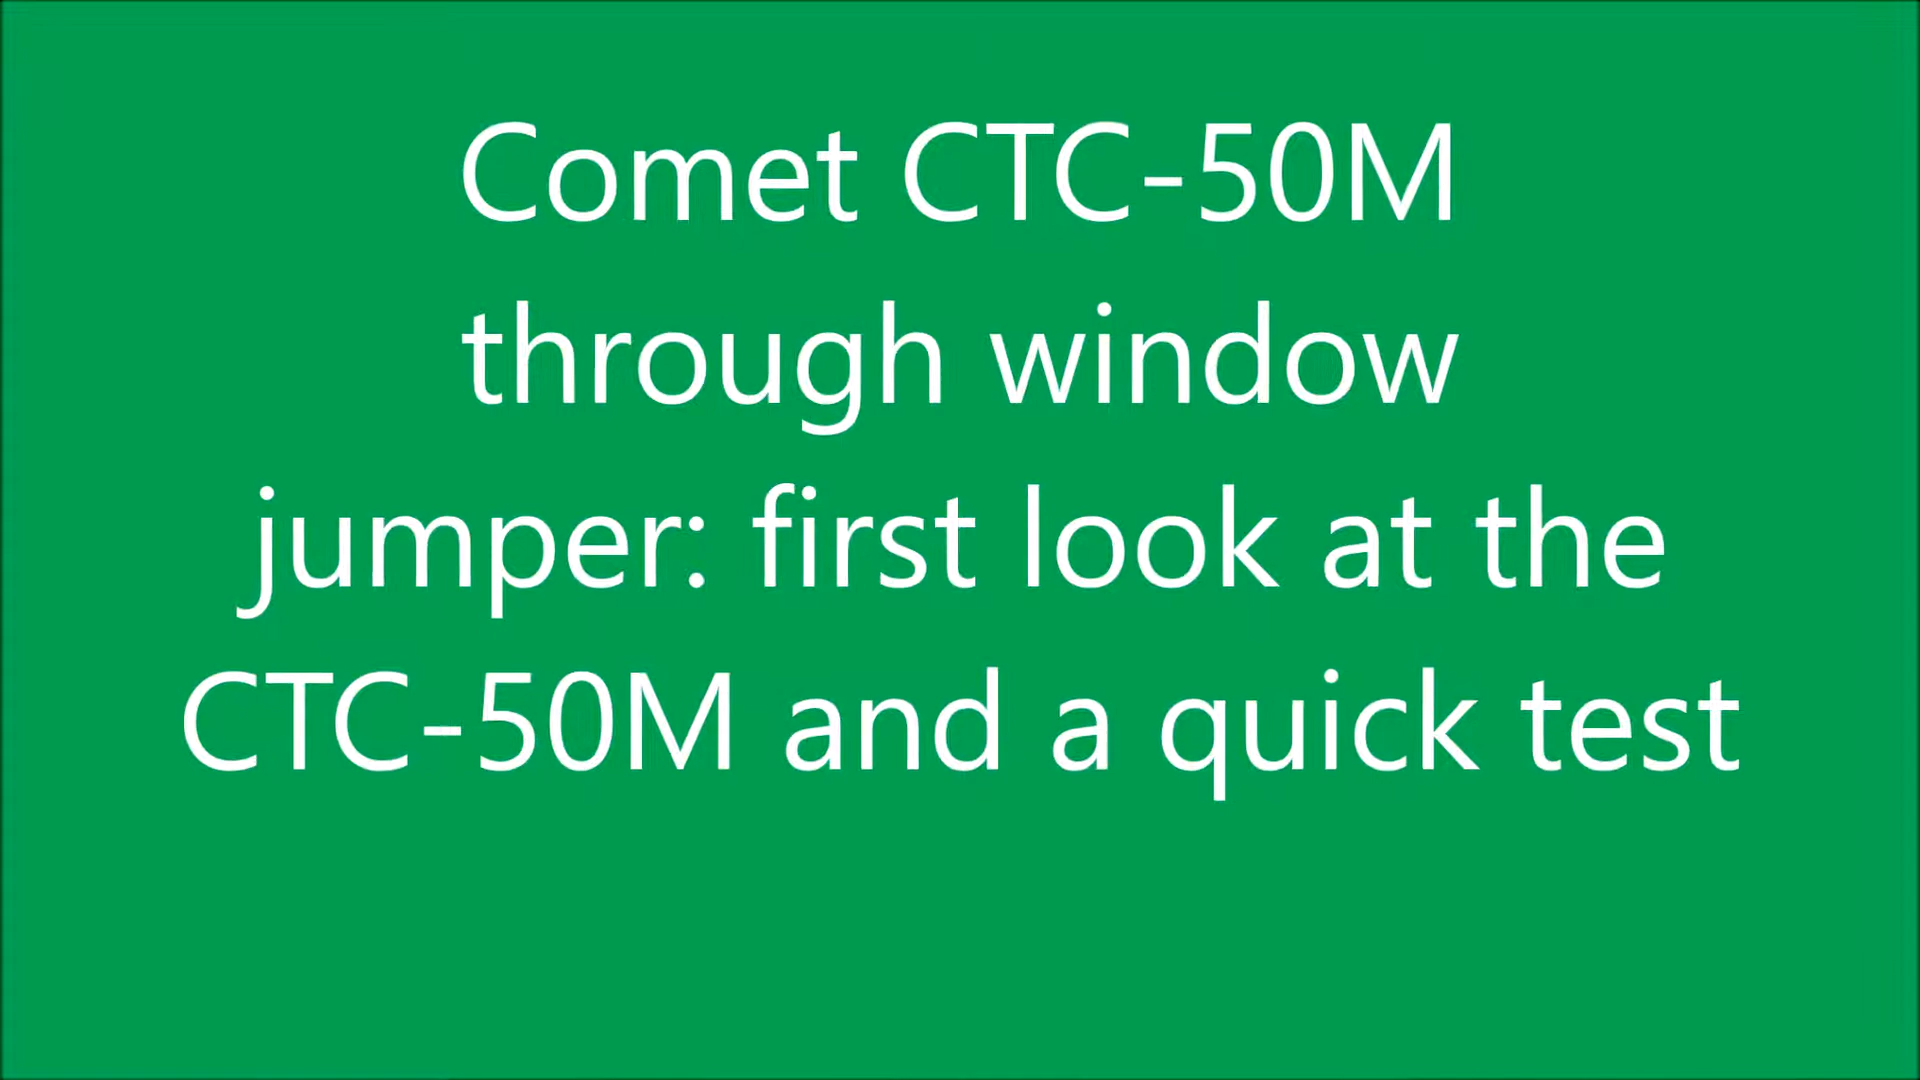 Comet CTC-50M
through window
jumper: first look at the
CTC-50M and a quick test